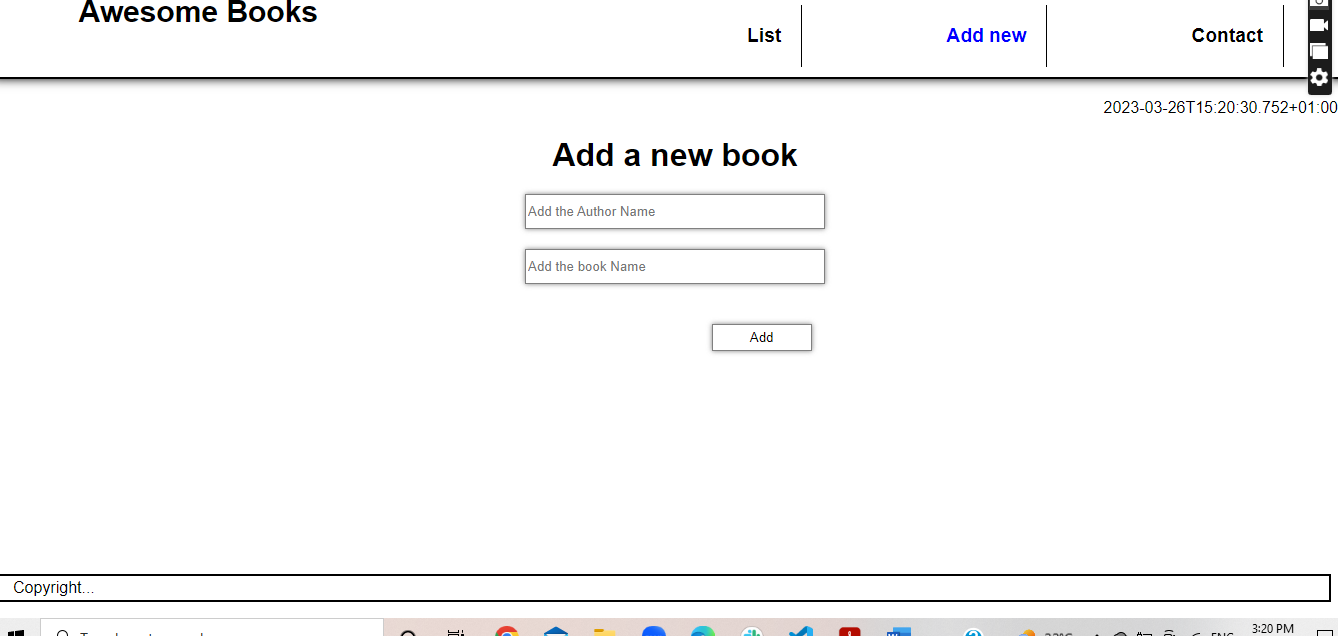 Awesome Books
List
Add new
Contact
2023-03-26T15:20:30.752+01:00
Add a new book
Add the Author Name
Add the book Name
Add
Copyright...
3:20 PM